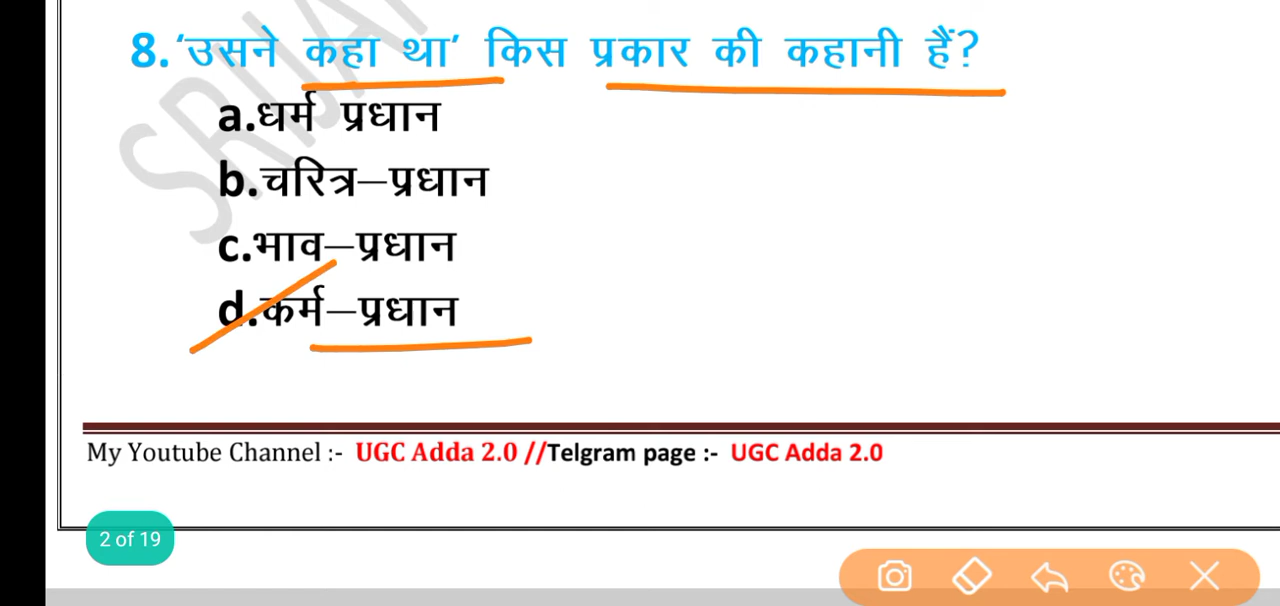 8. ‘उसने कहा था’ किस प्रकार की कहानी हैं?
a.धर्म प्रधान
b.चरित्र–प्रधान
c.भाव–प्रधान
d.कर्म–प्रधान
My Youtube Channel :- UGC Adda 2.0 //Telgram page :- UGC Adda 2.0
2 of 19